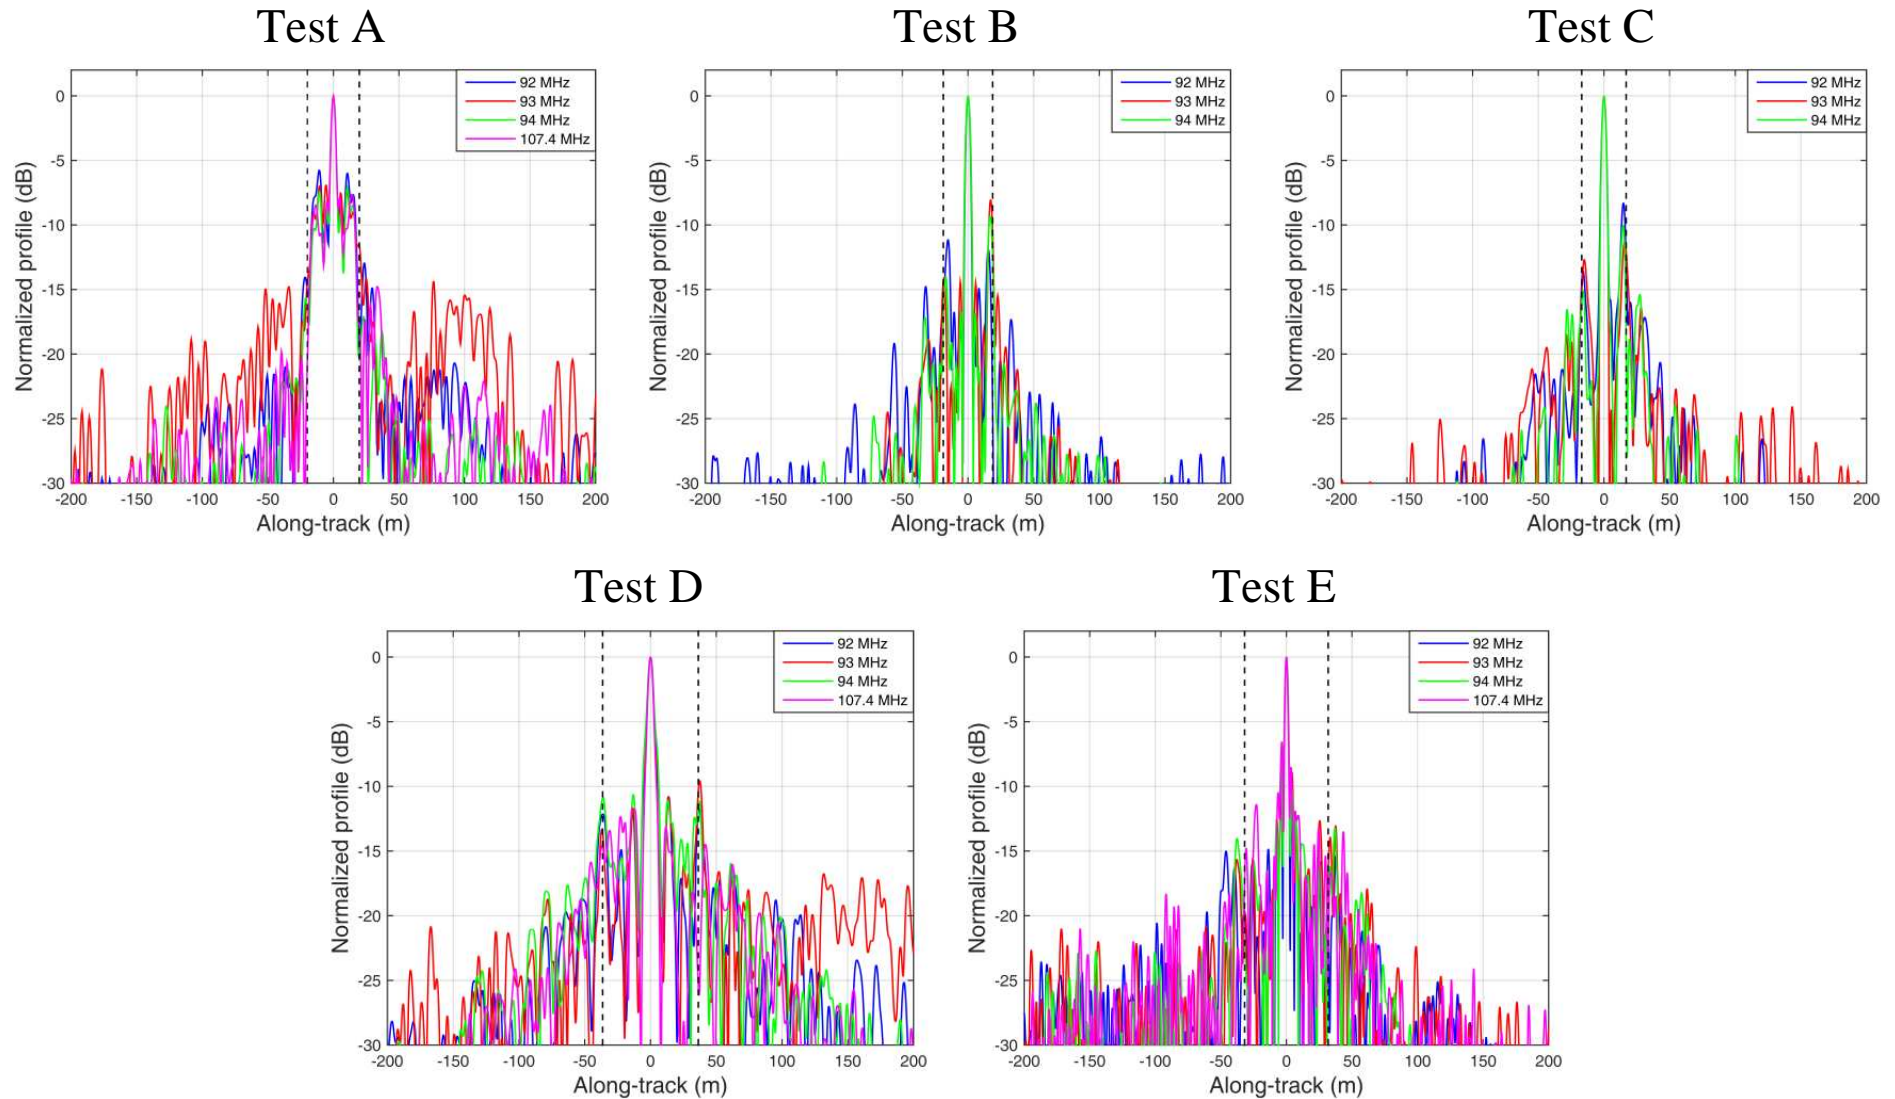 Test A
Test B
Test C
92 MHz
93 MHz
94 MHz
107.4 MHz
Normalized profile (dB)
0
-5
-10
-15
-20
-25
-30
-200
-150
-100
-50
0
50
100
150
200
Along-track (m)
92 MHz
93 MHz
94 MHz
Normalized profile (dB)
0
-5
-10
-15
-20
-25
-30
-200
-150
-100
-50
0
50
100
150
200
Along-track (m)
92 MHz
93 MHz
94 MHz
Normalized profile (dB)
0
-5
-10
-15
-20
-25
-30
-200
-150
-100
-50
0
50
100
150
200
Along-track (m)
Test D
Test E
92 MHz
93 MHz
94 MHz
107.4 MHz
Normalized profile (dB)
0
-5
-10
-15
-20
-25
-30
-200
-150
-100
-50
0
50
100
150
200
Along-track (m)
92 MHz
93 MHz
94 MHz
107.4 MHz
Normalized profile (dB)
0
-5
-10
-15
-20
-25
-30
-200
-150
-100
-50
0
50
100
150
200
Along-track (m)